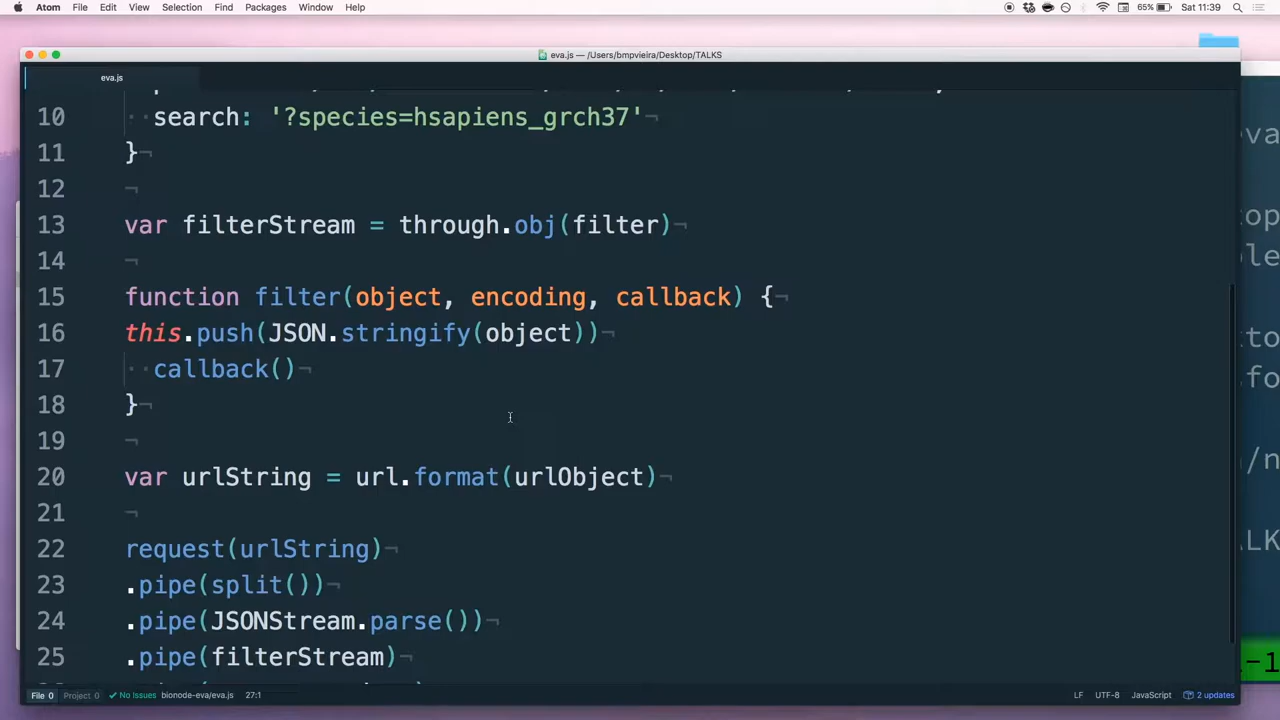 Atom File Edit View Selection Find Packages Window Help 65% Sat 11:39
eva.js — /Users/bmpvieira/Desktop/TALKS
eva.js
10 search: '?species=hsapiens_grch37'¬
11 }¬
12 ¬
13 var filterStream = through.obj(filter)¬
14 ¬
15 function filter(object, encoding, callback) {¬
16 this.push(JSON.stringify(object))¬
17 ··callback()¬
18 }¬
19 ¬
20 var urlString = url.format(urlObject)¬
21 ¬
22 request(urlString)¬
23 .pipe(split())¬
24 .pipe(JSONStream.parse())¬
25 .pipe(filterStream)¬
File 0 Project 0 No Issues bionode-eva/eva.js 27:1 LF UTF-8 JavaScript 2 updates